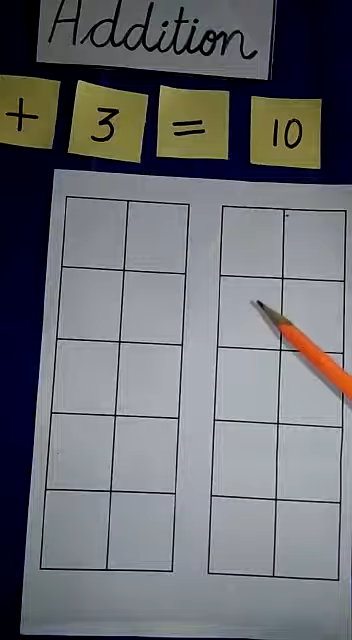 Addition
+ 3 = 10